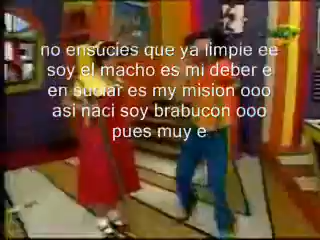 no ensucies que ya limpie ee
soy el macho es mi deber e
en suciar es my mision ooo
asi naci soy brabucon ooo
pues muy e